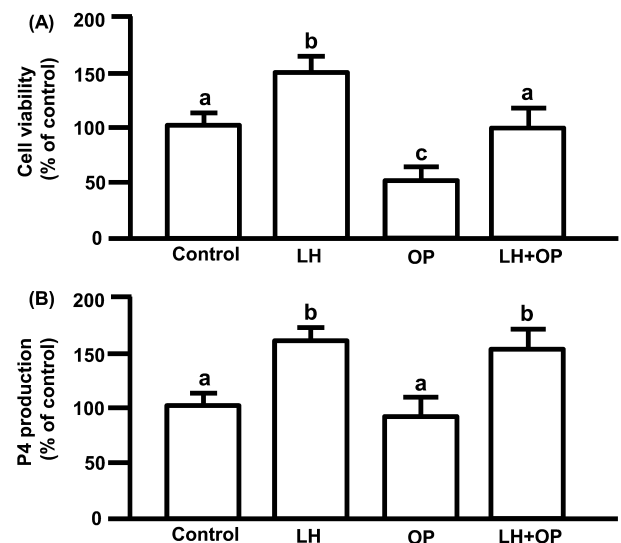 (A)
Cell viability
(% of control)
200
150
100
50
0
a
b
c
a
Control LH OP LH+OP
(B)
P4 production
(% of control)
200
150
100
50
0
a
b
a
b
Control LH OP LH+OP